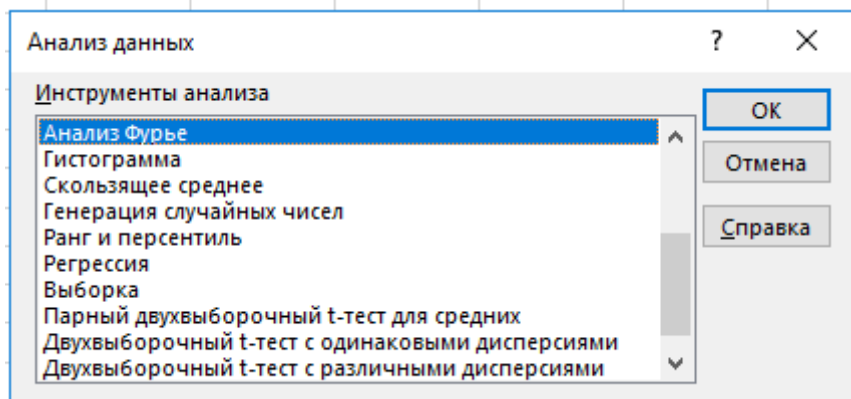 Анализ данных ?
Инструменты анализа
Анализ Фурье
Гистограмма
Скользящее среднее
Генерация случайных чисел
Ранг и персентиль
Регрессия
Выборка
Парный двухвыборочный t-тест для средних
Двухвыборочный t-тест с одинаковыми дисперсиями
Двухвыборочный t-тест с различными дисперсиями
ОК
Отмена
Справка